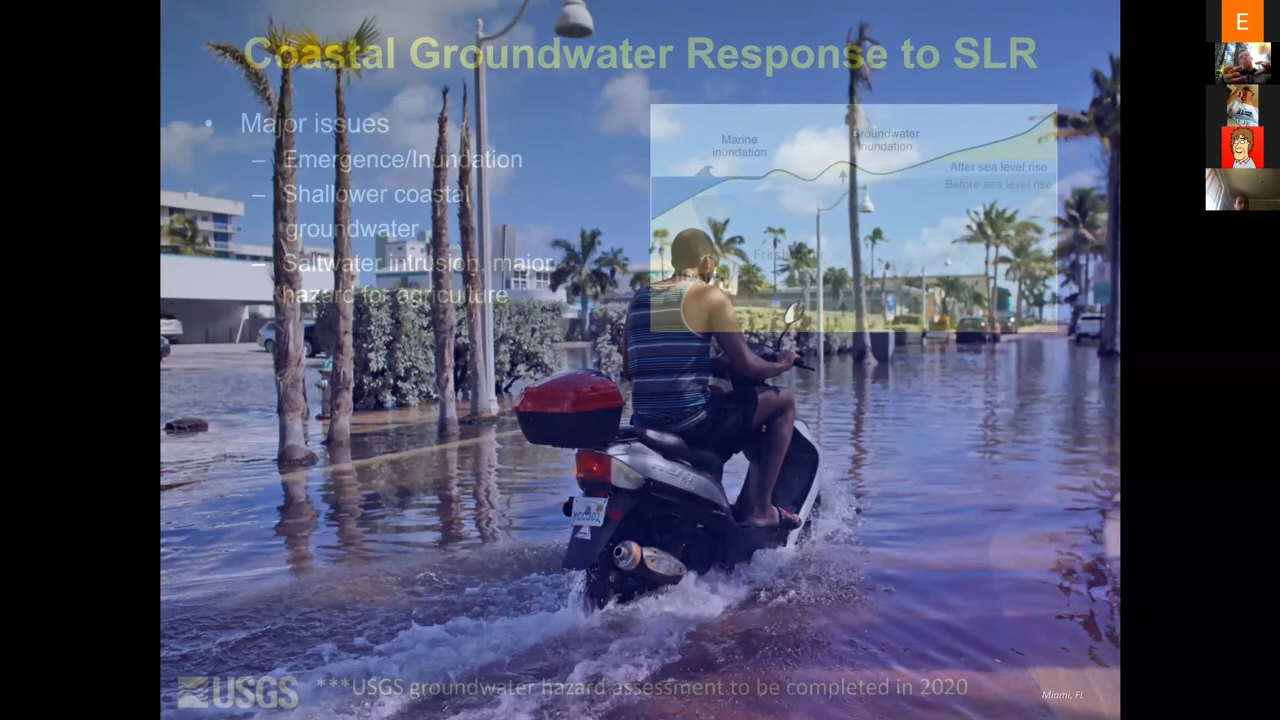 Coastal Groundwater Response to SLR
• Major issues
– Emergence/Inundation
– Shallower coastal
groundwater
– Saltwater intrusion, major
hazard for agriculture
Marine
inundation
Groundwater
inundation
After sea level rise
Before sea level rise
USGS
***USGS groundwater hazard assessment to be completed in 2020
Miami, FL
E